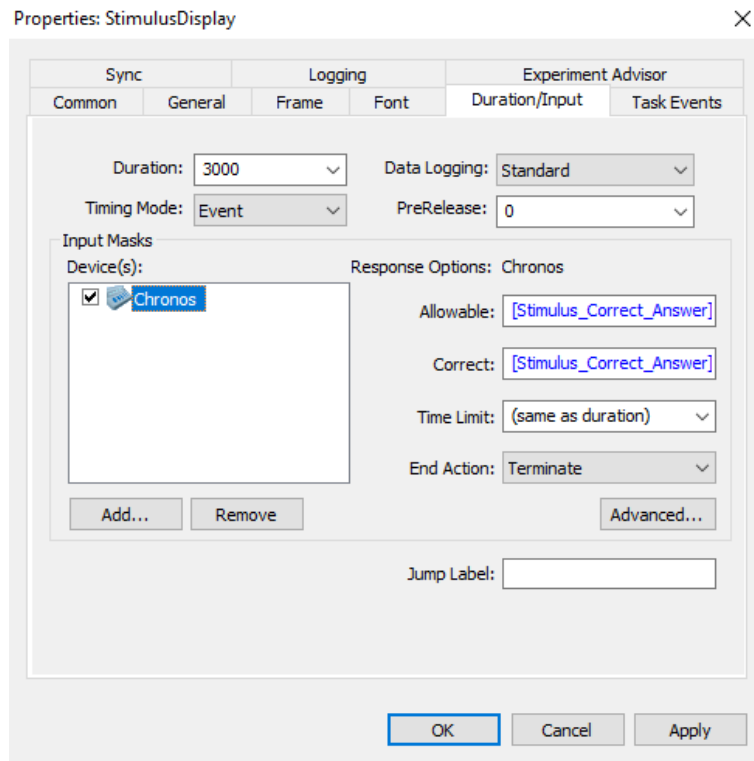 Properties: StimulusDisplay
Sync Logging Experiment Advisor
Common General Frame Font Duration/Input Task Events
Duration: 3000 Data Logging: Standard
Timing Mode: Event PreRelease: 0
Input Masks
Device(s): Response Options: Chronos
Chronos
Allowable: [Stimulus_Correct_Answer]
Correct: [Stimulus_Correct_Answer]
Time Limit: (same as duration)
End Action: Terminate
Add... Remove Advanced...
Jump Label:
OK Cancel Apply